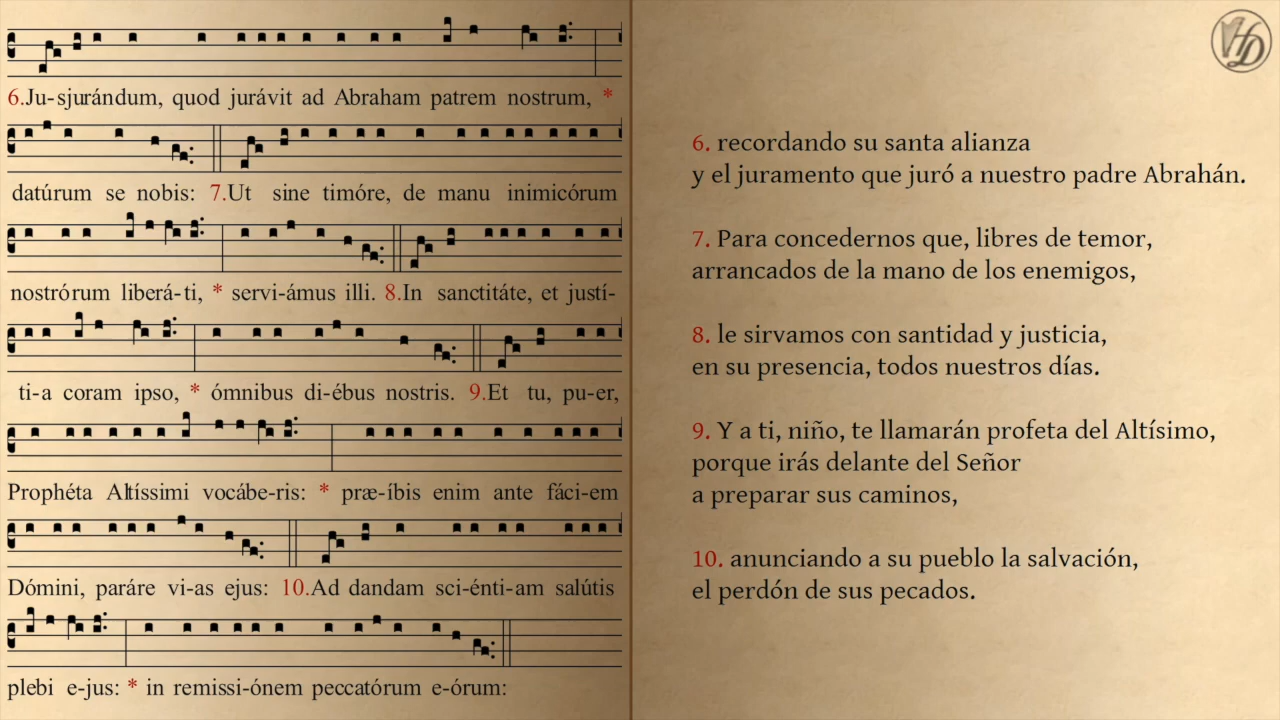 6.Ju-sjurándum, quod jurávit ad Abraham patrem nostrum, *
datúrum se nobis: 7.Ut sine timóre, de manu inimicórum
nostrórum liberá-ti, * servi-ámus illi. 8.In sanctitáte, et justí-
ti-a coram ipso, * ómnibus di-ébus nostris. 9.Et tu, pu-er,
Prophéta Altíssimi vocábe-ris: * præ-íbis enim ante fáci-em
Dómini, paráre vi-as ejus: 10.Ad dandam sci-énti-am salútis
plebi e-jus: * in remissi-ónem peccatórum e-órum:
HD
6. recordando su santa alianza
y el juramento que juró a nuestro padre Abrahán.
7. Para concedernos que, libres de temor,
arrancados de la mano de los enemigos,
8. le sirvamos con santidad y justicia,
en su presencia, todos nuestros días.
9. Y a ti, niño, te llamarán profeta del Altísimo,
porque irás delante del Señor
a preparar sus caminos,
10. anunciando a su pueblo la salvación,
el perdón de sus pecados.